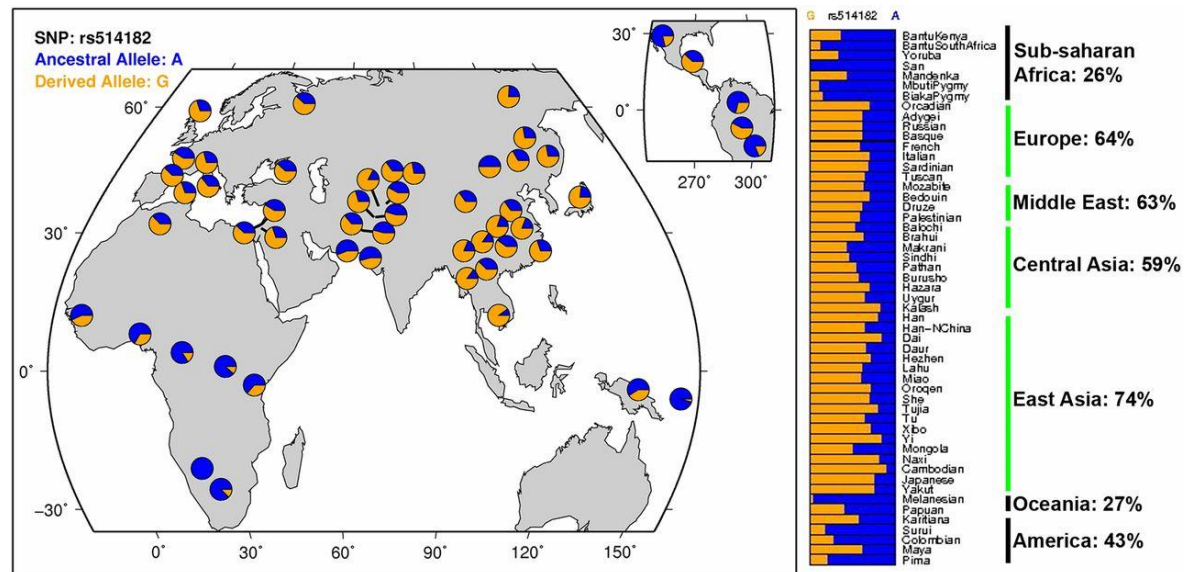 SNP: rs514182
Ancestral Allele: A
Derived Allele: G
60˚
30˚
0˚
−30˚
0˚
30˚
60˚
90˚
120˚
150˚
30˚
0˚
270˚
300˚
G rs514182 A
BantuKenya
BantuSouthAfrica
Yoruba
San
Mandenka
MbutiPygmy
BiakaPygmy
Orcadian
Adygei
Russian
Basque
French
Italian
Sardinian
Tuscan
Mozabite
Bedouin
Druze
Palestinian
Balochi
Brahui
Makrani
Sindhi
Pathan
Burusho
Hazara
Uygur
Kalash
Han
Han−NChina
Dai
Daur
Hezhen
Lahu
Miao
Oroqen
She
Tujia
Tu
Xibo
Yi
Mongola
Naxi
Cambodian
Japanese
Yakut
Melanesian
Papuan
Karitiana
Surui
Colombian
Maya
Pima
Sub-saharan
Africa: 26%
Europe: 64%
Middle East: 63%
Central Asia: 59%
East Asia: 74%
Oceania: 27%
America: 43%